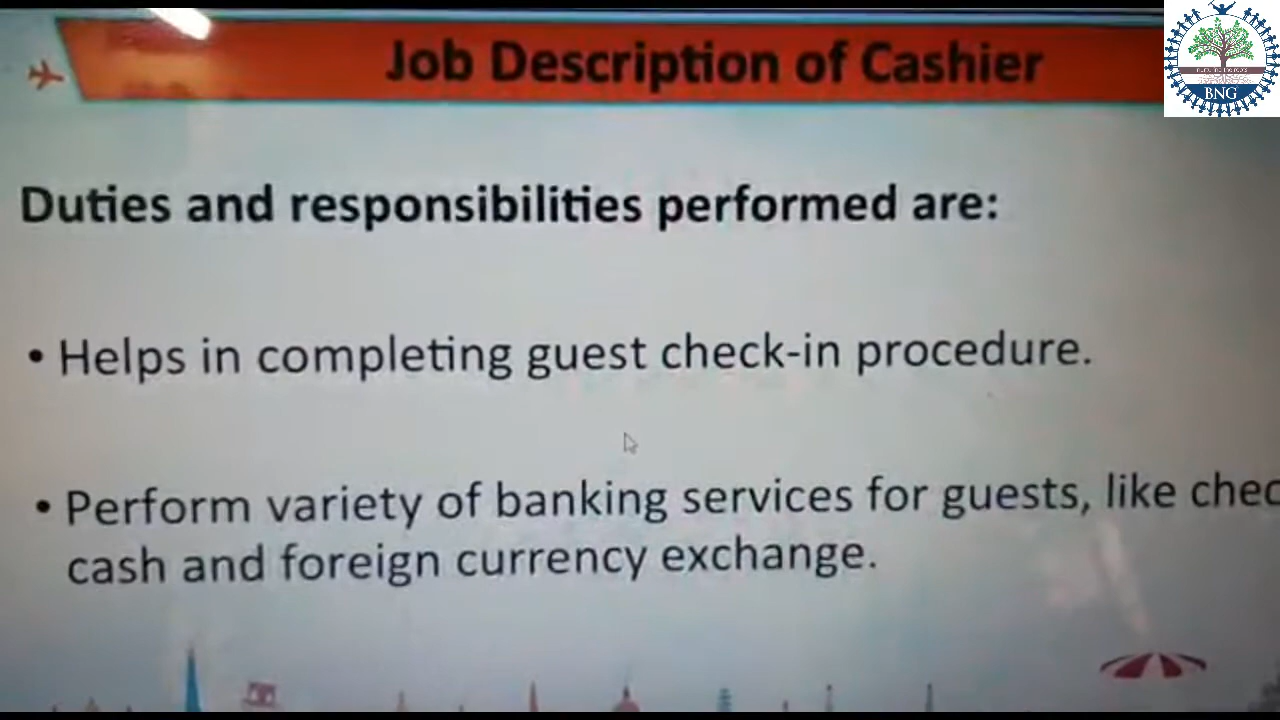 Job Description of Cashier
BNG
Duties and responsibilities performed are:
• Helps in completing guest check-in procedure.
• Perform variety of banking services for guests, like
cash and foreign currency exchange.